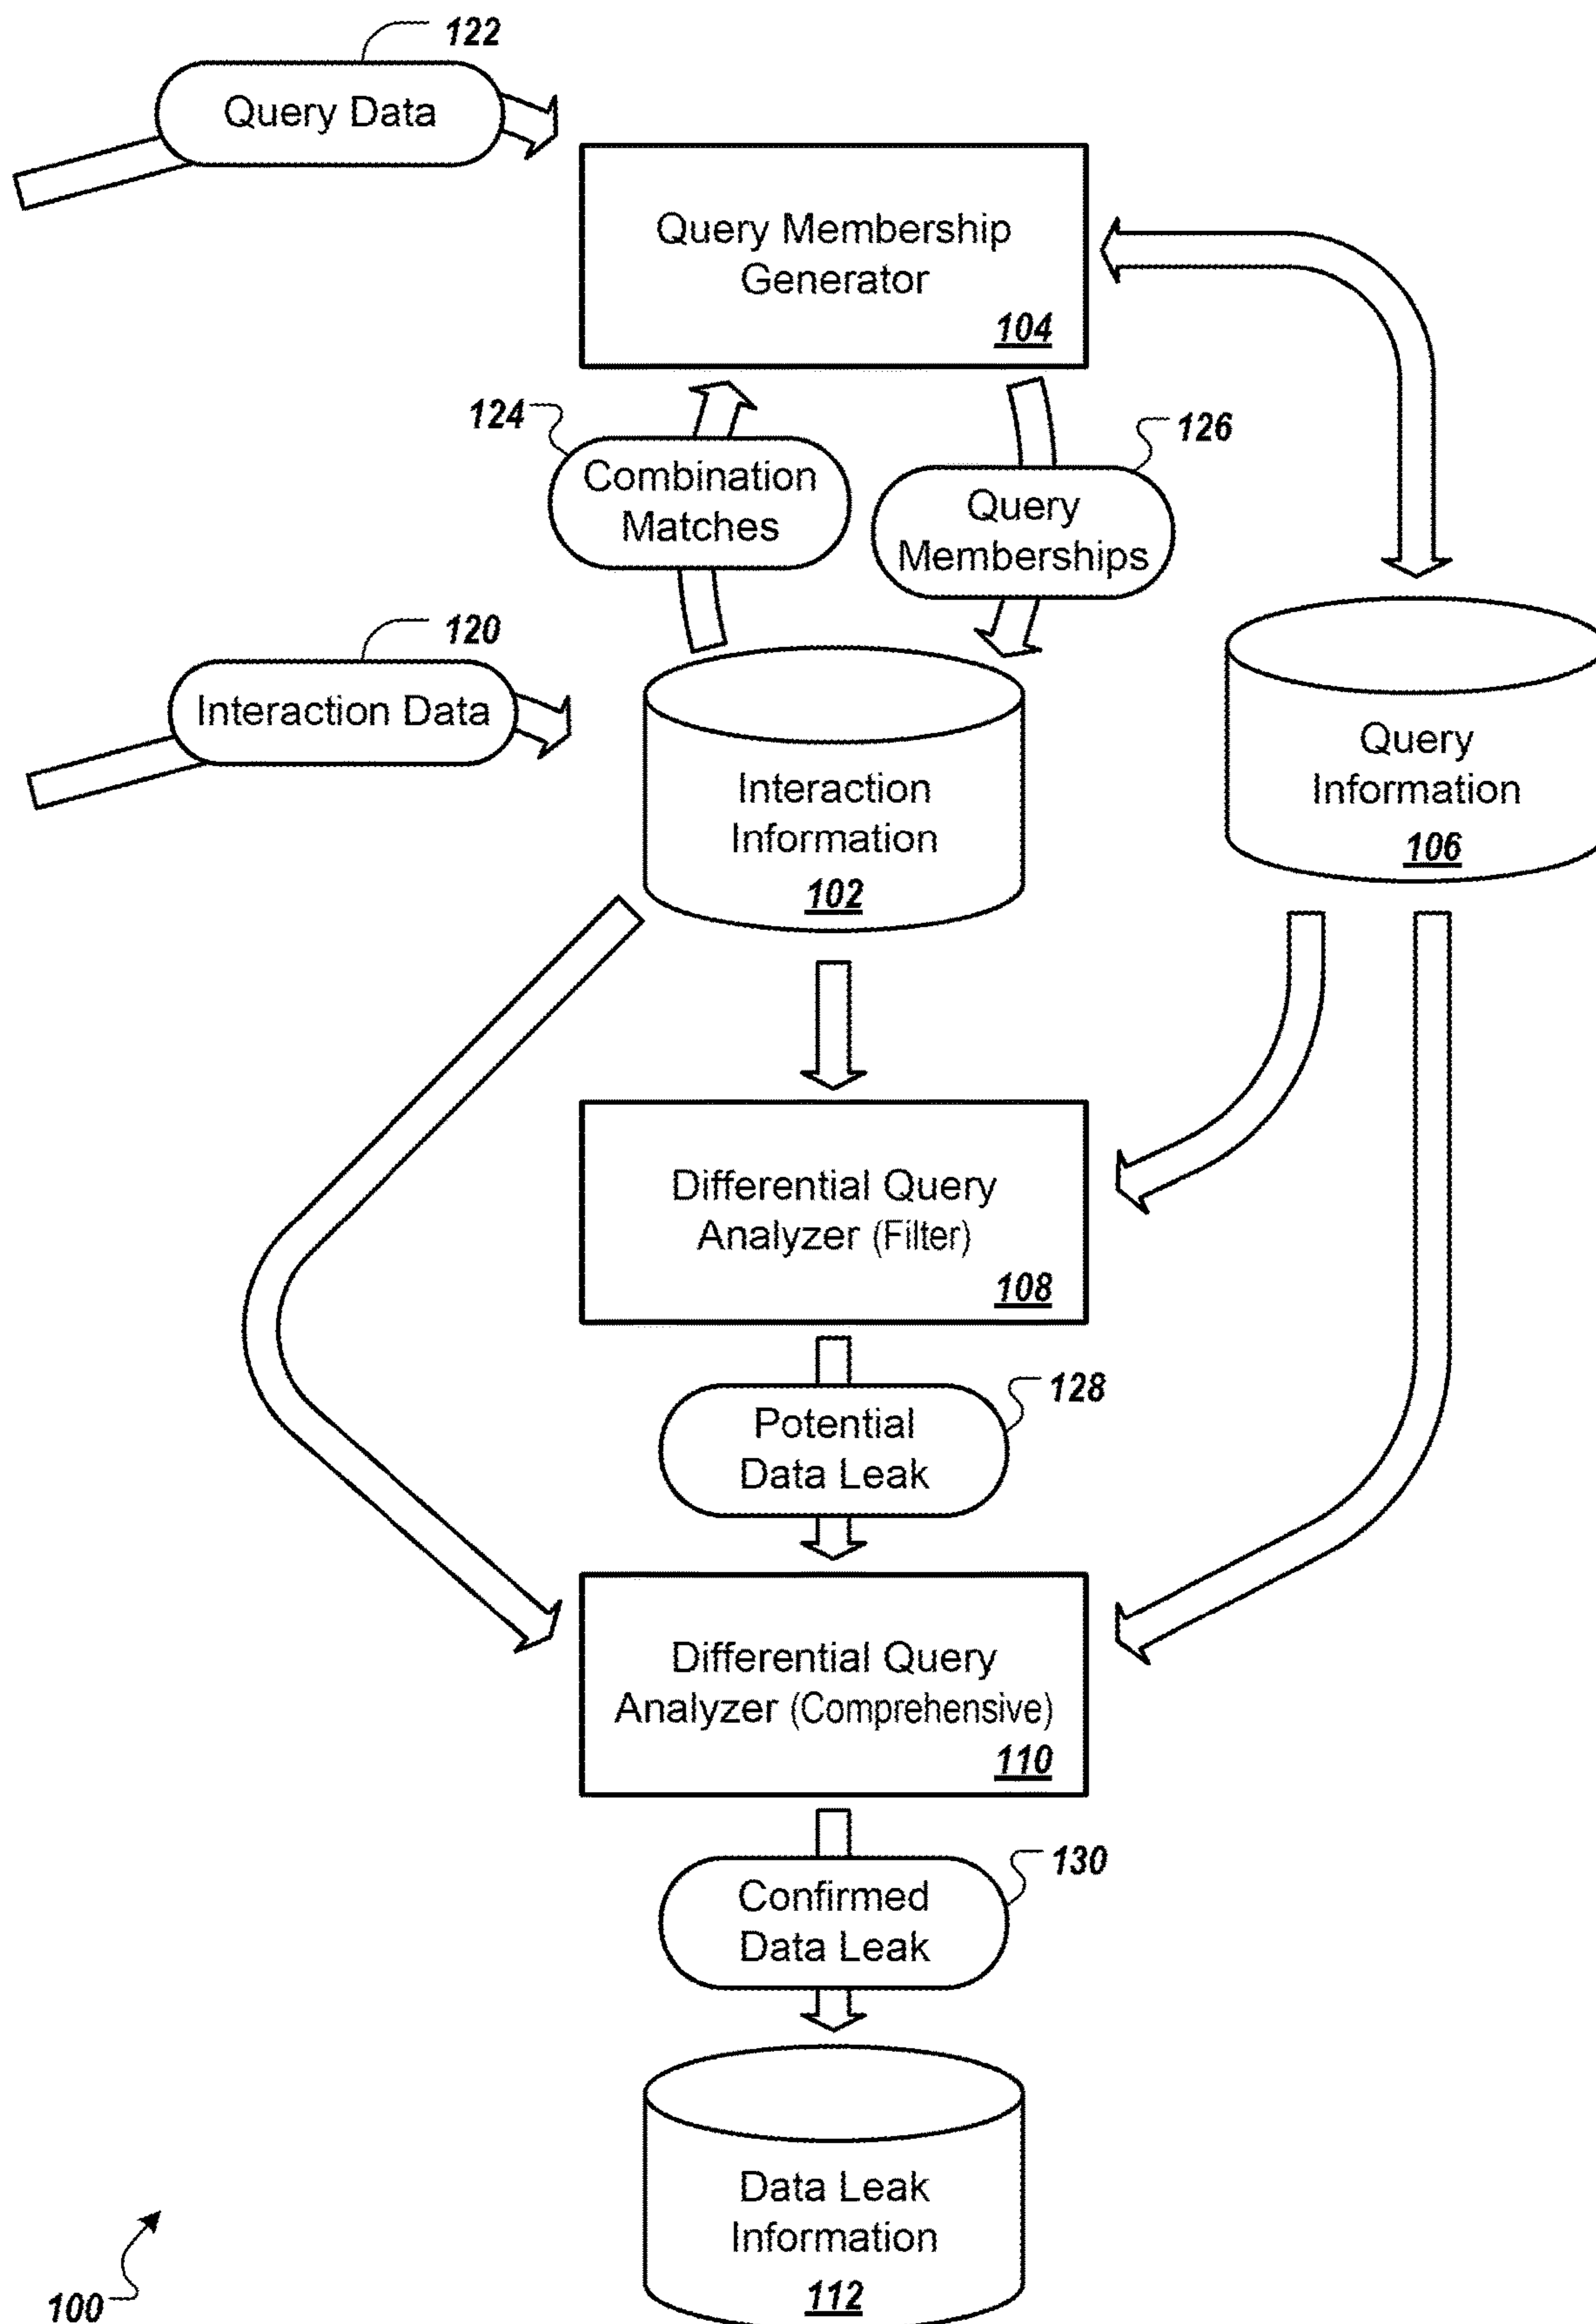 122
Query Data
Query Membership
Generator
104
124
Combination
Matches
126
Query
Memberships
120
Interaction Data
Interaction
Information
102
Query
Information
106
Differential Query
Analyzer (Filter)
108
128
Potential
Data Leak
Differential Query
Analyzer (Comprehensive)
110
130
Confirmed
Data Leak
Data Leak
Information
112
100